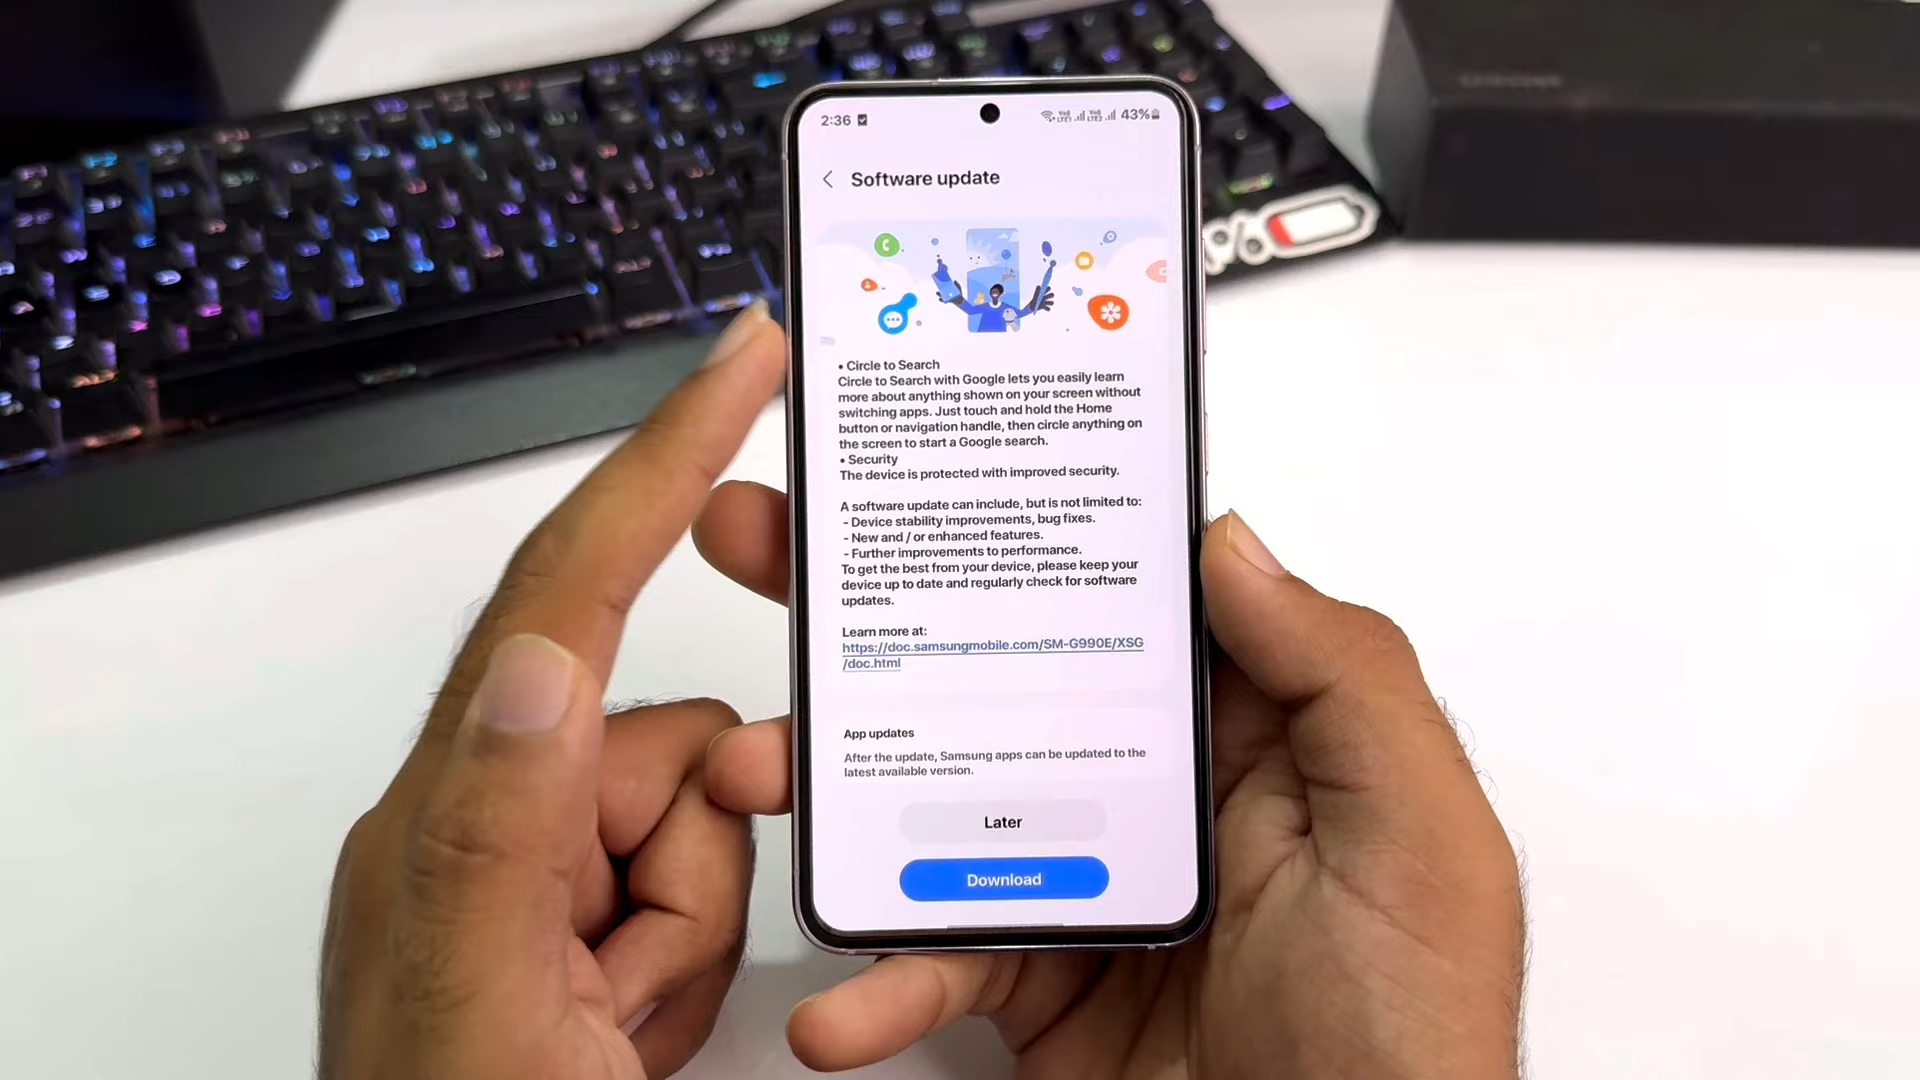 2:36
43%
Software update
• Circle to Search
Circle to Search with Google lets you easily learn
more about anything shown on your screen without
switching apps. Just touch and hold the Home
button or navigation handle, then circle anything on
the screen to start a Google search.
• Security
The device is protected with improved security.
A software update can include, but is not limited to:
- Device stability improvements, bug fixes.
- New and / or enhanced features.
- Further improvements to performance.
To get the best from your device, please keep your
device up to date and regularly check for software
updates.
Learn more at:
https://doc.samsungmobile.com/SM-G990E/XSG
/doc.html
App updates
After the update, Samsung apps can be updated to the
latest available version.
Later
Download
%